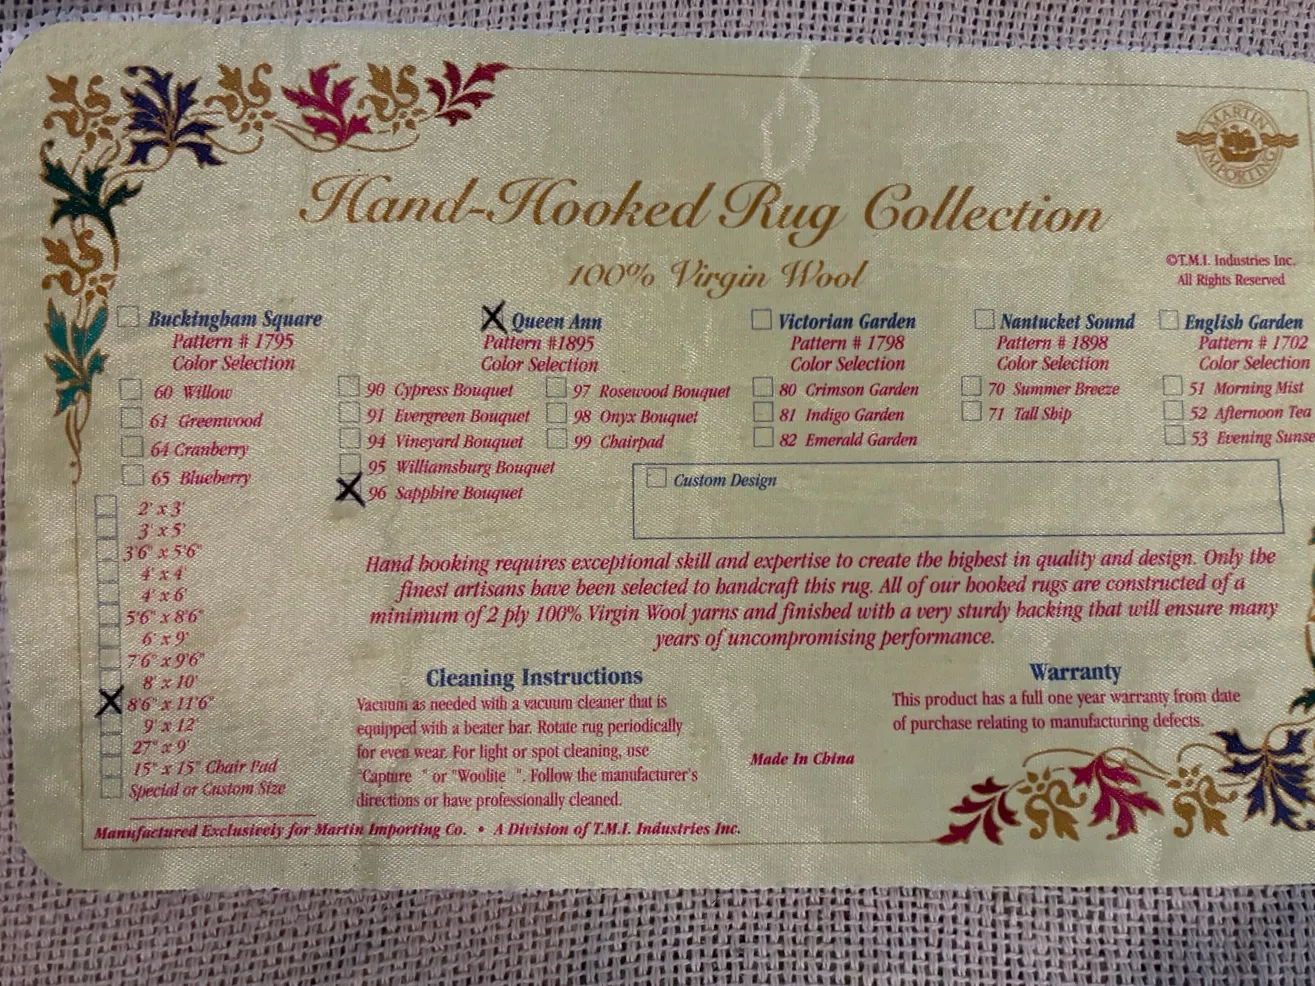 MARTIN
IMPORTING
Hand-Hooked Rug Collection
100% Virgin Wool
©T.M.I. Industries Inc.
All Rights Reserved
Buckingham Square
Pattern # 1795
Color Selection
60 Willow
61 Greenwood
64 Cranberry
65 Blueberry
X Queen Ann
Pattern #1895
Color Selection
90 Cypress Bouquet
91 Evergreen Bouquet
94 Vineyard Bouquet
95 Williamsburg Bouquet
X 96 Sapphire Bouquet
97 Rosewood Bouquet
98 Onyx Bouquet
99 Chairpad
Victorian Garden
Pattern # 1798
Color Selection
80 Crimson Garden
81 Indigo Garden
82 Emerald Garden
Nantucket Sound
Pattern # 1898
Color Selection
70 Summer Breeze
71 Tall Ship
English Garden
Pattern # 1702
Color Selection
51 Morning Mist
52 Afternoon Tea
53 Evening Sunse
Custom Design
2' x 3'
3' x 5'
3'6" x 5'6"
4' x 4'
4' x 6'
5'6" x 8'6"
6' x 9'
7'6" x 9'6"
8' x 10'
X 8'6" x 11'6"
9' x 12'
27" x 9'
15" x 15" Chair Pad
Special or Custom Size
Hand hooking requires exceptional skill and expertise to create the highest in quality and design. Only the
finest artisans have been selected to handcraft this rug. All of our hooked rugs are constructed of a
minimum of 2 ply 100% Virgin Wool yarns and finished with a very sturdy backing that will ensure many
years of uncompromising performance.
Cleaning Instructions
Vacuum as needed with a vacuum cleaner that is
equipped with a beater bar. Rotate rug periodically
for even wear. For light or spot cleaning, use
"Capture " or "Woolite ". Follow the manufacturer's
directions or have professionally cleaned.
Made In China
Warranty
This product has a full one year warranty from date
of purchase relating to manufacturing defects.
Manufactured Exclusively for Martin Importing Co. • A Division of T.M.I. Industries Inc.